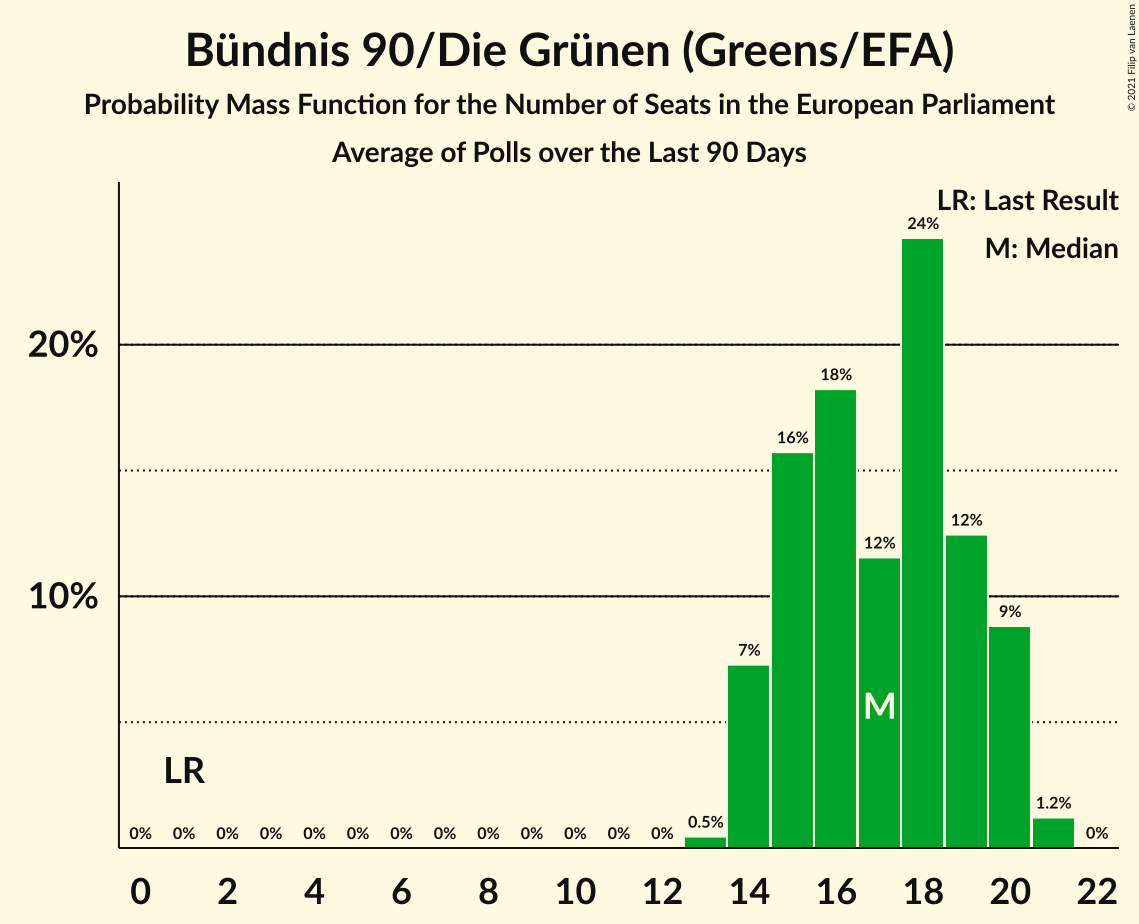 Bündnis 90/Die Grünen (Greens/EFA)
Probability Mass Function for the Number of Seats in the European Parliament
Average of Polls over the Last 90 Days
© 2021 Filip van Laenen
LR: Last Result
M: Median
24%
20%
18%
16%
12%
12%
10%
9%
7%
M
LR
1.2%
0.5%
0% 0% 0% 0% 0% 0% 0% 0% 0% 0% 0% 0% 0% 0%
0 2 4 6 8 10 12 14 16 18 20 22